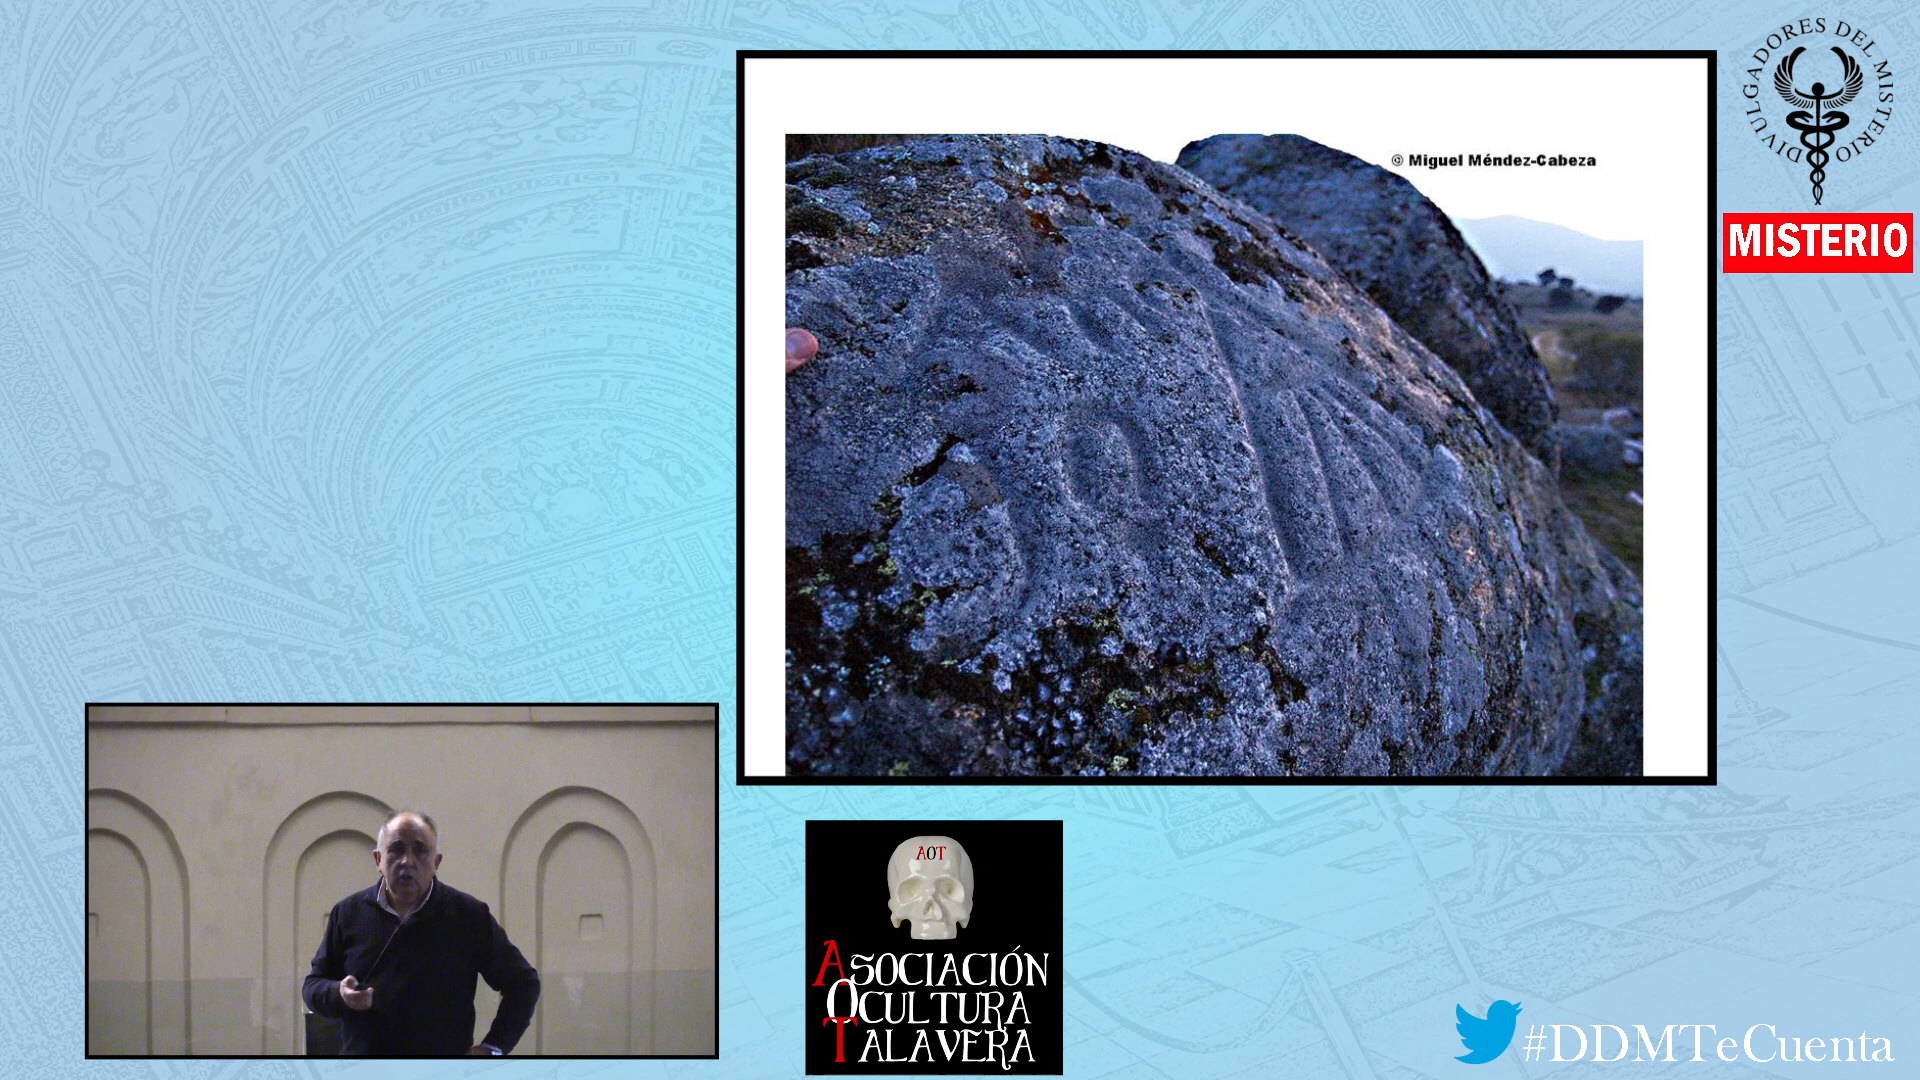 © Miguel Méndez-Cabeza
DIVULGADORES DEL MISTERIO
MISTERIO
AOT
ASOCIACIÓN
OCULTURA
TALAVERA
#DDMTeCuenta